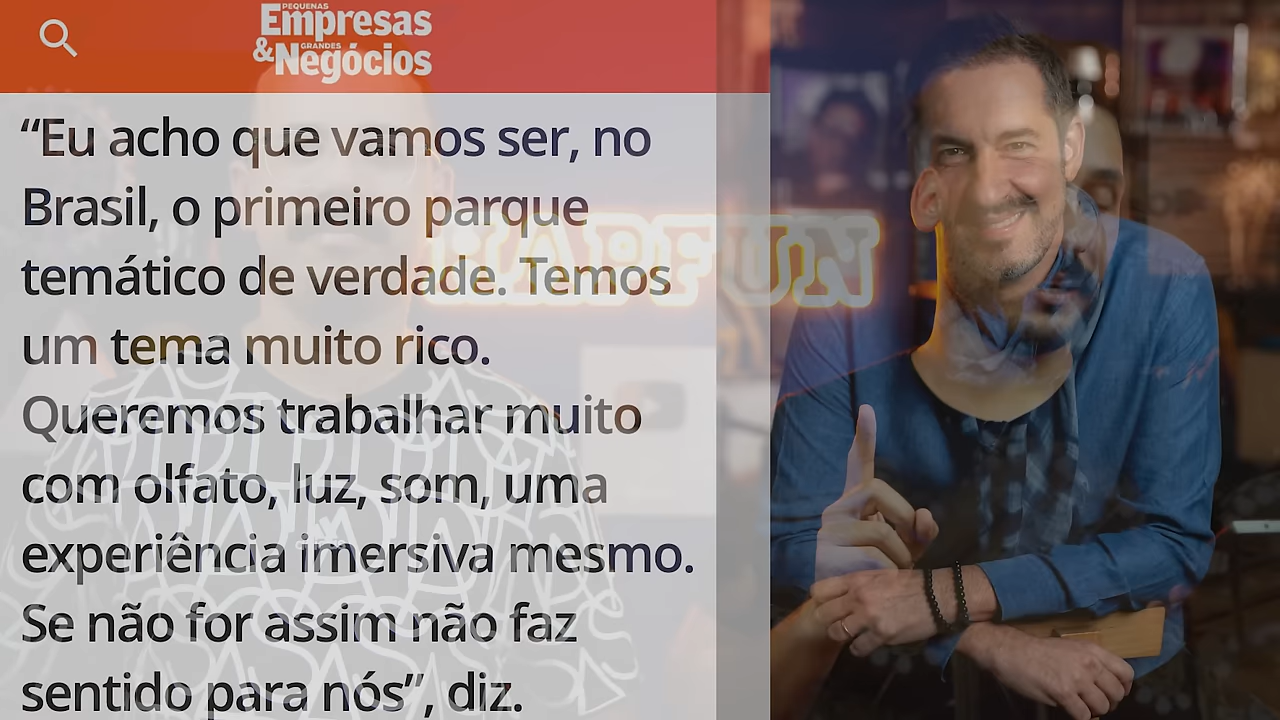 PEQUENAS
Empresas
& GRANDES
Negócios
“Eu acho que vamos ser, no
Brasil, o primeiro parque
temático de verdade. Temos
um tema muito rico.
Queremos trabalhar muito
com olfato, luz, som, uma
experiência imersiva mesmo.
Se não for assim não faz
sentido para nós”, diz.